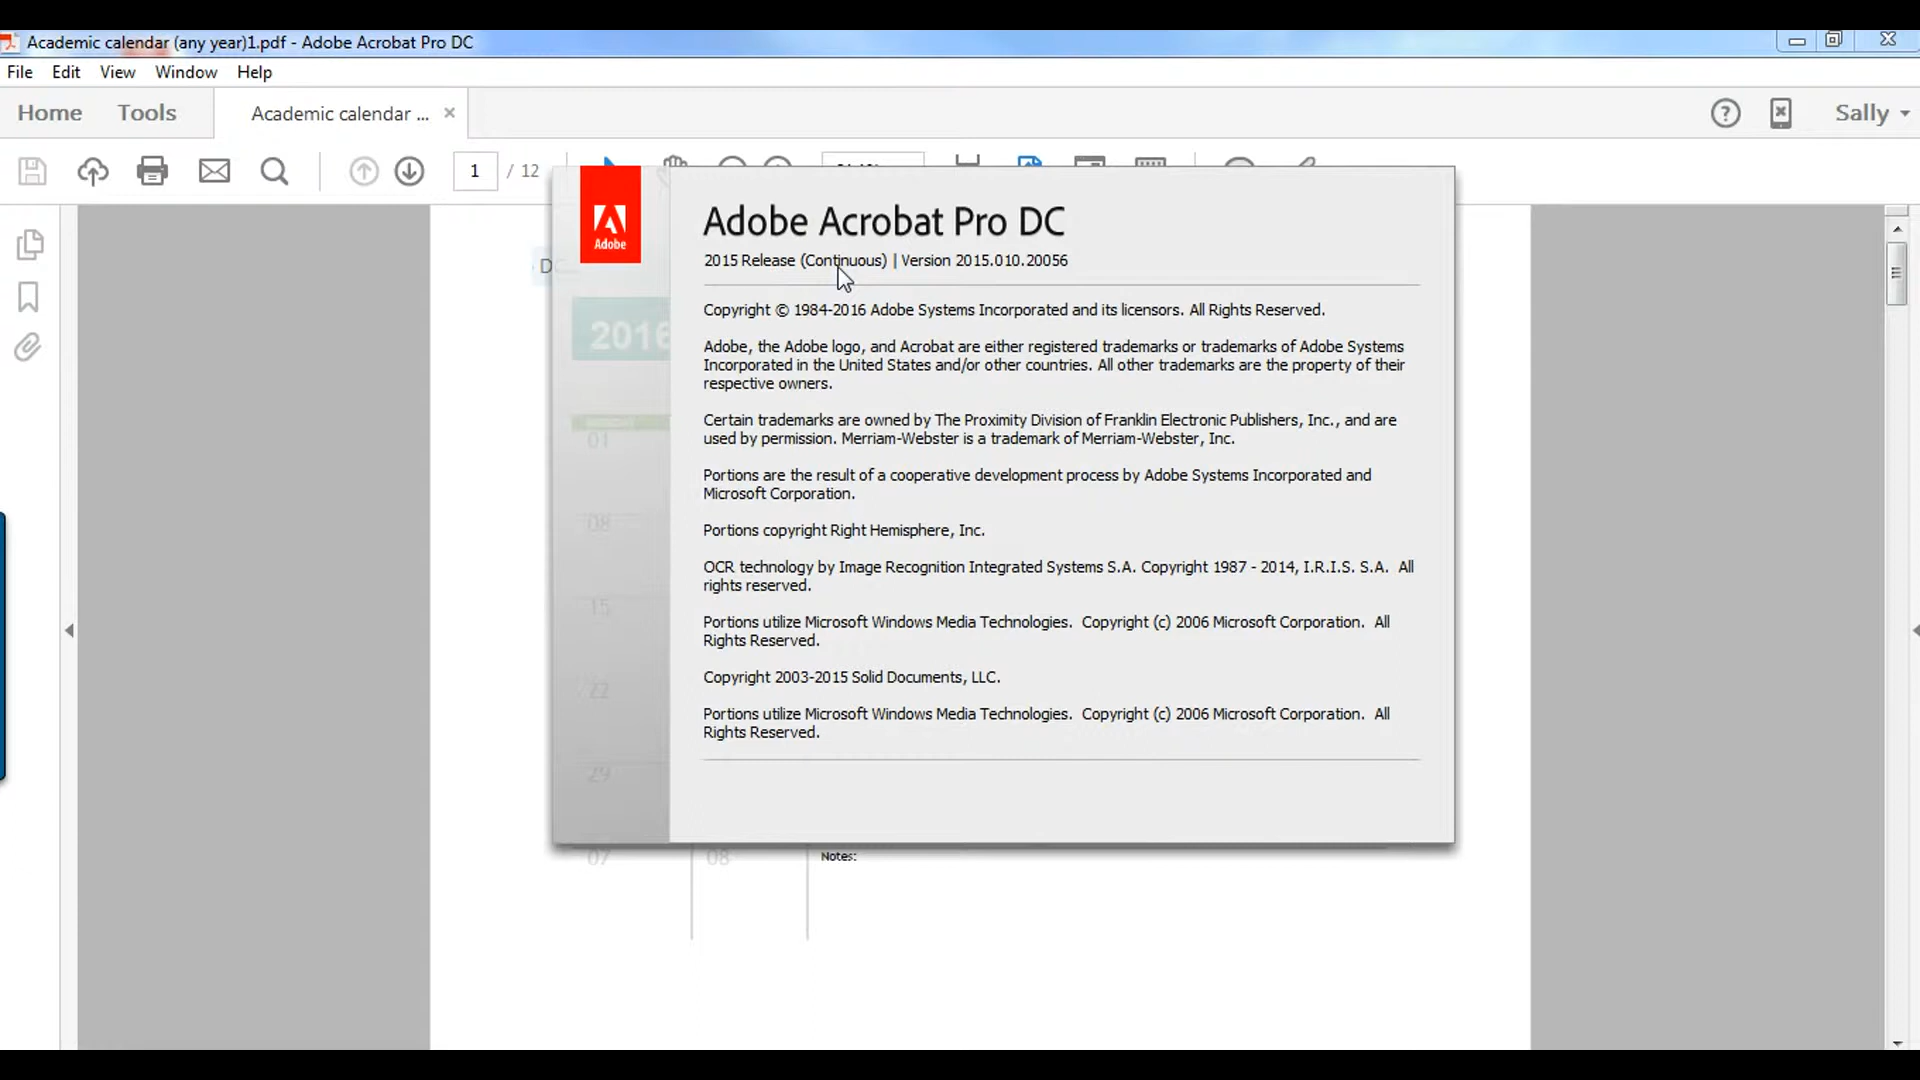 Academic calendar (any year)1.pdf - Adobe Acrobat Pro DC
File Edit View Window Help
Home Tools Academic calendar ... Sally
1 / 12
Adobe
Adobe Acrobat Pro DC
2015 Release (Continuous) | Version 2015.010.20056
2016
Copyright © 1984-2016 Adobe Systems Incorporated and its licensors. All Rights Reserved.
Adobe, the Adobe logo, and Acrobat are either registered trademarks or trademarks of Adobe Systems
Incorporated in the United States and/or other countries. All other trademarks are the property of their
respective owners.
Certain trademarks are owned by The Proximity Division of Franklin Electronic Publishers, Inc., and are
used by permission. Merriam-Webster is a trademark of Merriam-Webster, Inc.
01
Portions are the result of a cooperative development process by Adobe Systems Incorporated and
Microsoft Corporation.
08
Portions copyright Right Hemisphere, Inc.
OCR technology by Image Recognition Integrated Systems S.A. Copyright 1987 - 2014, I.R.I.S. S.A. All
rights reserved.
15
Portions utilize Microsoft Windows Media Technologies. Copyright (c) 2006 Microsoft Corporation. All
Rights Reserved.
Copyright 2003-2015 Solid Documents, LLC.
22
Portions utilize Microsoft Windows Media Technologies. Copyright (c) 2006 Microsoft Corporation. All
Rights Reserved.
29
07 08 Notes: